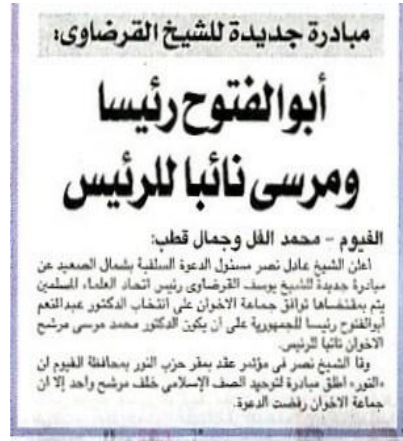 مبادرة جديدة للشيخ القرضاوى:
أبوالفتوح رئيسا
ومرسى نائبا للرئيس
الفيوم - محمد الفل وجمال قطب:
أعلن الشيخ عادل نصر مسئول الدعوة السلفية بشمال الصعيد عن
مبادرة جديدة للشيخ يوسف القرضاوى رئيس اتحاد العلماء المسلمين
يتم بمقتضاها توافق جماعة الاخوان على انتخاب الدكتور عبدالمنعم
أبوالفتوح رئيسا للجمهورية على أن يكون الدكتور محمد مرسى مرشح
الاخوان نائبا للرئيس.
وقا الشيخ نصر فى مؤتمر عقد بمقر حزب النور بمحافظة الفيوم ان
«النور» اطلق مبادرة لتوحيد الصف الإسلامي خلف مرشح واحد إلا ان
جماعة الاخوان رفضت الدعوة.